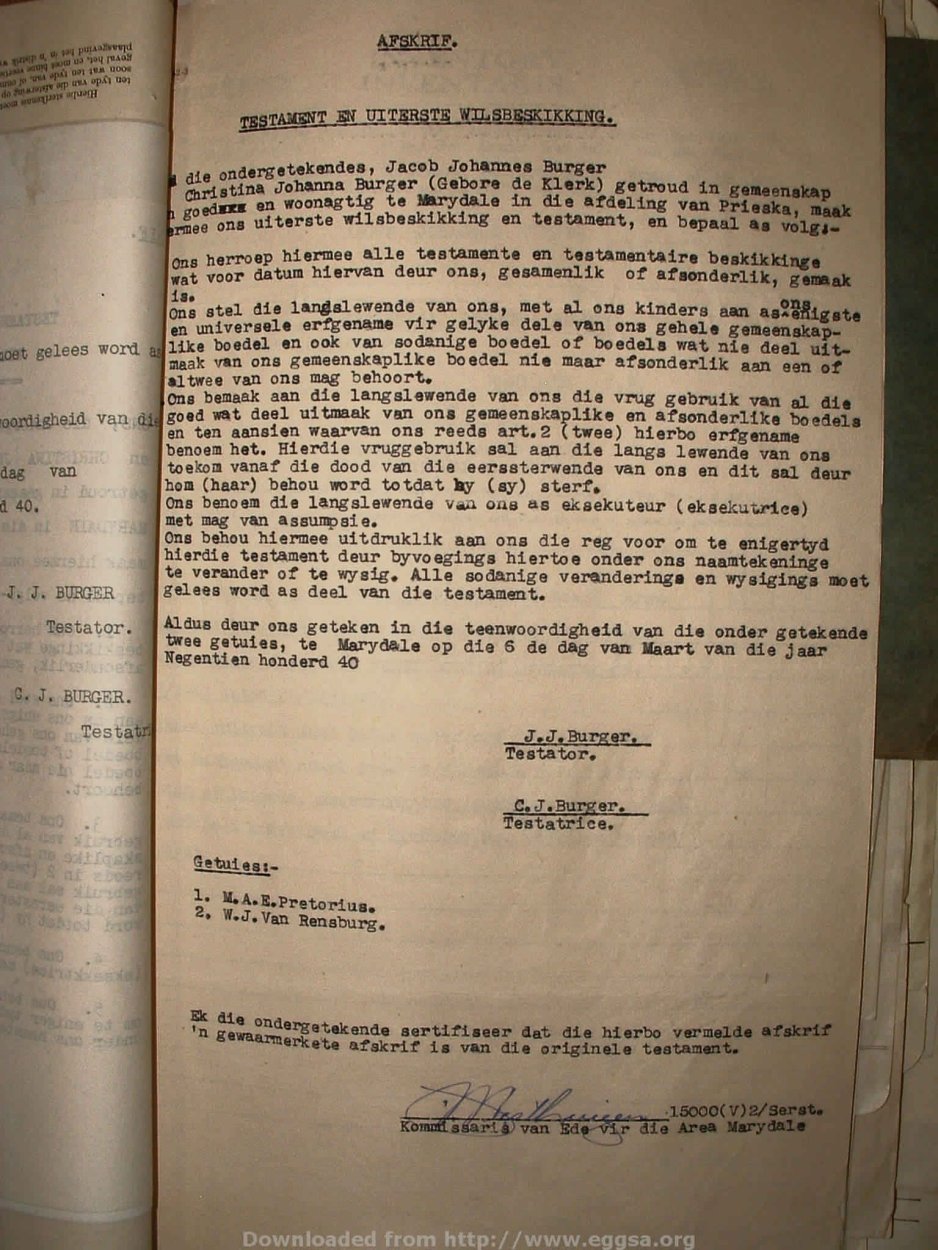 AFSKRIF.
TESTAMENT EN UITERSTE WILSBESKIKKING.
die ondergetekendes, Jacob Johannes Burger
Christina Johanna Burger (Gebore de Klerk) getroud in gemeenskap
goedxxx en woonagtig te Marydale in die afdeling van Prieska, maak
ermee ons uiterste wilsbeskikking en testament, en bepaal as volg:-
Ons herroep hiermee alle testamente en testamentaire beskikkinge
wat voor datum hiervan deur ons, gesamenlik of afsonderlik, gemaak
is.
Ons stel die langslewende van ons, met al ons kinders aan as ons enigste
en universele erfgename vir gelyke dele van ons gehele gemeenskap-
like boedel en ook van sodanige boedel of boedels wat nie deel uit-
maak van ons gemeenskaplike boedel nie maar afsonderlik aan een of
altwee van ons mag behoort.
Ons bemaak aan die langslewende van ons die vrug gebruik van al die
goed wat deel uitmaak van ons gemeenskaplike en afsonderlike boedels
en ten aansien waarvan ons reeds art.2 (twee) hierbo erfgename
benoem het. Hierdie vruggebruik sal aan die langs lewende van ons
toekom vanaf die dood van die eerssterwende van ons en dit sal deur
hom (haar) behou word totdat hy (sy) sterf.
Ons benoem die langslewende van ons as eksekuteur (eksekutrice)
met mag van assumpsie.
Ons behou hiermee uitdruklik aan ons die reg voor om te enigertyd
hierdie testament deur byvoegings hiertoe onder ons naamtekeninge
te verander of te wysig. Alle sodanige veranderings en wysigings moet
gelees word as deel van die testament.
Aldus deur ons geteken in die teenwoordigheid van die onder getekende
twee getuies, te Marydale op die 6 de dag van Maart van die jaar
Negentien honderd 40
J.J.Burger.
Testator.
C.J.Burger.
Testatrice.
Getuies:-
1. M.A.E.Pretorius.
2. W.J.Van Rensburg.
Ek die ondergetekende sertifiseer dat die hierbo vermelde afskrif
'n gewaarmerkete afskrif is van die originele testament.
15000(V)2/Serst.
Kommissaris van Ede vir die Area Marydale
moet gelees word
oordigheid van die
dag van
40.
J. J. BURGER
Testator.
C. J. BURGER.
Testatr
Downloaded from http://www.eggsa.org